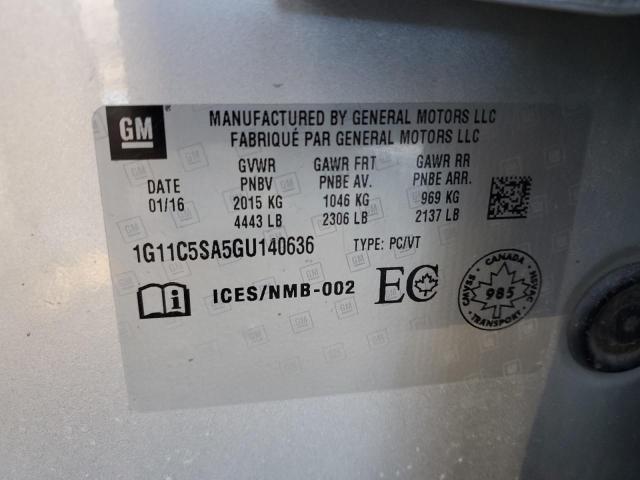 GM
MANUFACTURED BY GENERAL MOTORS LLC
FABRIQUÉ PAR GENERAL MOTORS LLC
GVWR GAWR FRT GAWR RR
DATE PNBV PNBE AV. PNBE ARR.
01/16 2015 KG 1046 KG 969 KG
4443 LB 2306 LB 2137 LB
1G11C5SA5GU140636 TYPE: PC/VT
i ICES/NMB-002 EC
CANADA
CMVSS 985 NSVAC
TRANSPORT